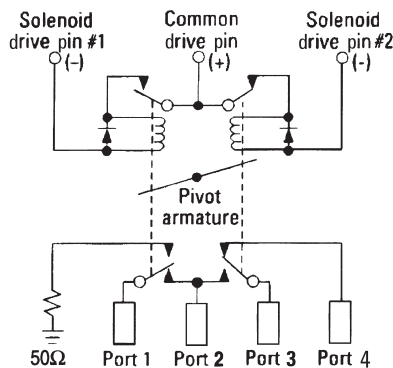 Solenoid
drive pin #1
(-)
Common
drive pin
(+)
Solenoid
drive pin #2
(-)
Pivot
armature
50Ω
Port 1
Port 2
Port 3
Port 4